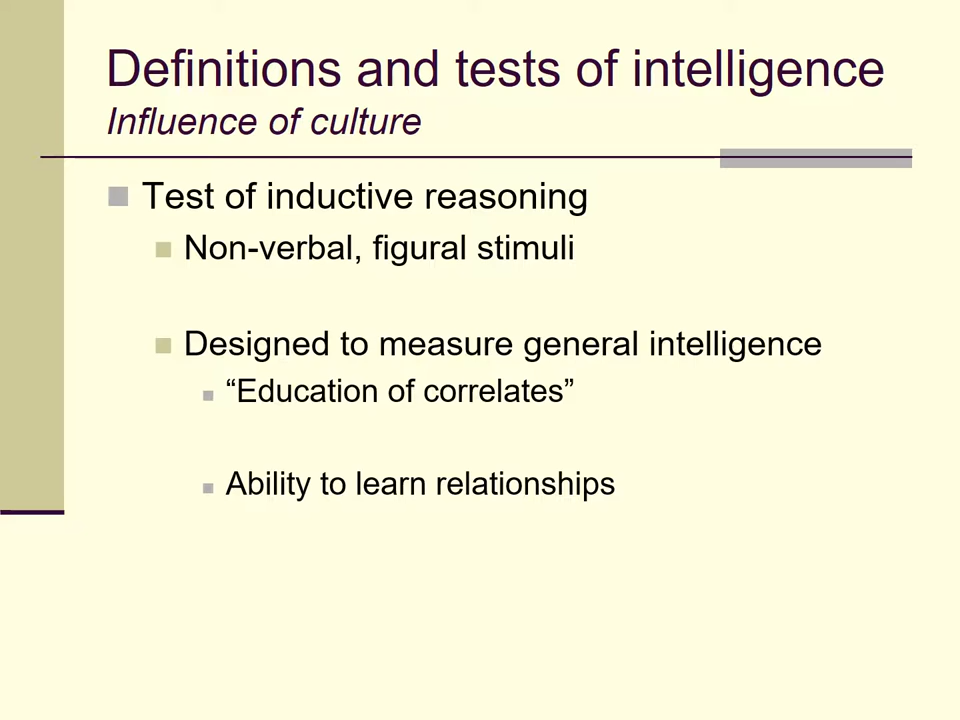 Definitions and tests of intelligence
Influence of culture
Test of inductive reasoning
Non-verbal, figural stimuli
Designed to measure general intelligence
“Education of correlates”
Ability to learn relationships